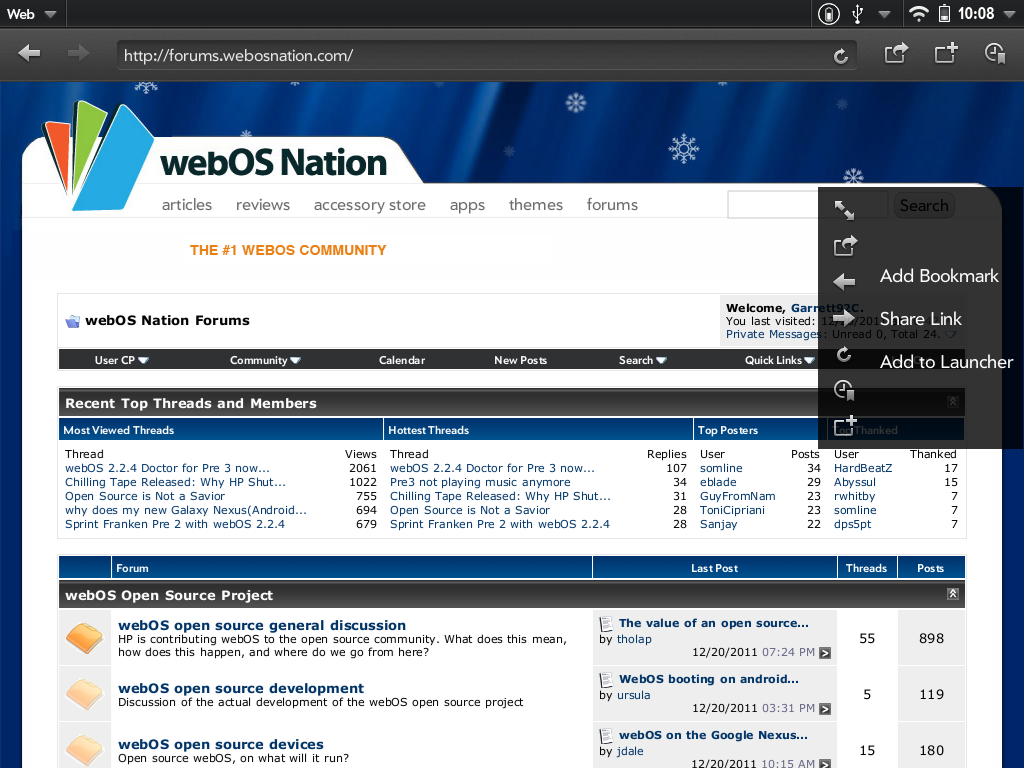 Web
10:08
http://forums.webosnation.com/
webOS Nation
articles reviews accessory store apps themes forums
Search
THE #1 WEBOS COMMUNITY
Add Bookmark
Share Link
Add to Launcher
webOS Nation Forums
Welcome, Garrett92C.
You last visited:
Private Messages: Unread 0, Total 24.
User CP Community Calendar New Posts Search Quick Links
Recent Top Threads and Members
Most Viewed Threads Hottest Threads Top Posters Top Thanked
Thread Views Thread Replies User Posts User Thanked
webOS 2.2.4 Doctor for Pre 3 now... 2061 webOS 2.2.4 Doctor for Pre 3 now... 107 somline 34 HardBeatZ 17
Chilling Tape Released: Why HP Shut... 1022 Pre3 not playing music anymore 34 eblade 29 Abyssul 15
Open Source is Not a Savior 755 Chilling Tape Released: Why HP Shut... 31 GuyFromNam 23 rwhitby 7
why does my new Galaxy Nexus(Android... 694 Open Source is Not a Savior 28 ToniCipriani 23 somline 7
Sprint Franken Pre 2 with webOS 2.2.4 679 Sprint Franken Pre 2 with webOS 2.2.4 28 Sanjay 22 dps5pt 7
Forum Last Post Threads Posts
webOS Open Source Project
webOS open source general discussion
HP is contributing webOS to the open source community. What does this mean,
how does this happen, and where do we go from here?
The value of an open source...
by tholap
12/20/2011 07:24 PM
55 898
webOS open source development
Discussion of the actual development of the webOS open source project
WebOS booting on android...
by ursula
12/20/2011 03:31 PM
5 119
webOS open source devices
Open source webOS, on what will it run?
webOS on the Google Nexus...
by jdale
12/20/2011 10:15 AM
15 180